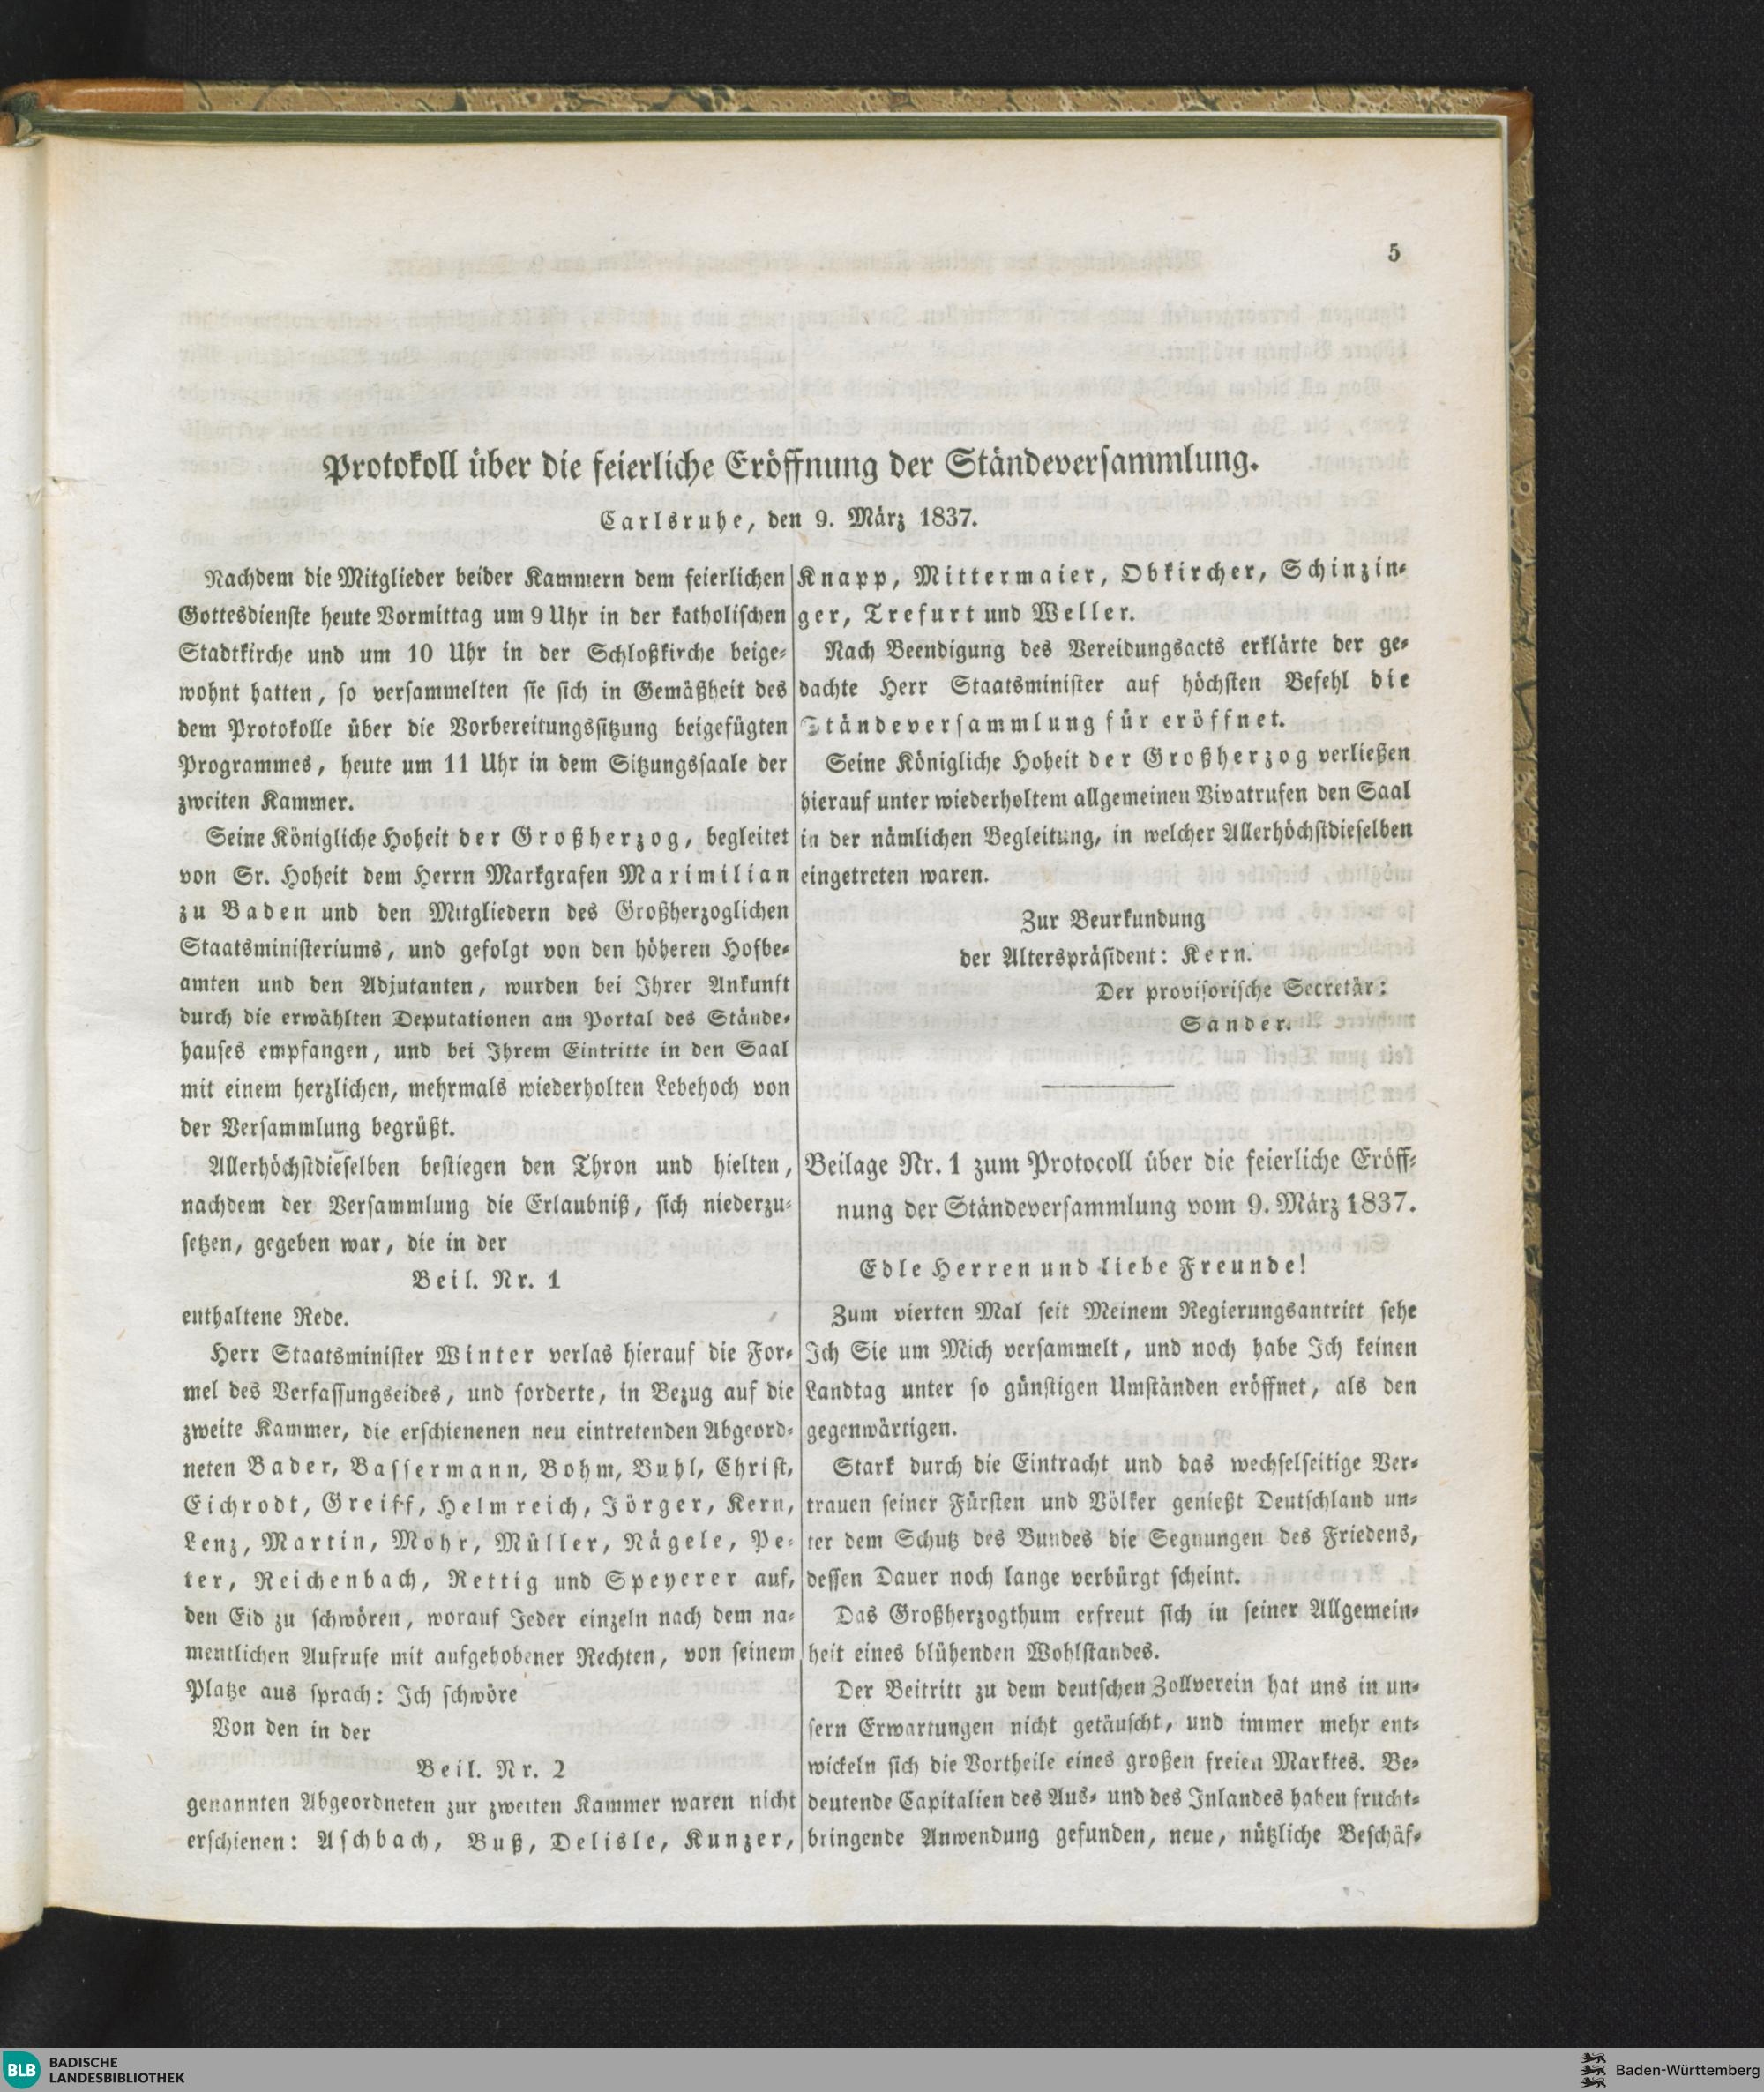 5
Protokoll über die feierliche Eröffnung der Ständeversammlung.
Carlsruhe, den 9. März 1837.
Nachdem die Mitglieder beider Kammern dem feierlichen
Gottesdienſte heute Vormittag um 9 Uhr in der katholiſchen
Stadtkirche und um 10 Uhr in der Schloßkirche beige⸗
wohnt hatten, ſo verſammelten ſie ſich in Gemäßheit des
dem Protokolle über die Vorbereitungsſitzung beigefügten
Programmes, heute um 11 Uhr in dem Sitzungsſaale der
zweiten Kammer.
Seine Königliche Hoheit der Großherzog, begleitet
von Sr. Hoheit dem Herrn Markgrafen Maximilian
zu Baden und den Mitgliedern des Großherzoglichen
Staatsminiſteriums, und gefolgt von den höheren Hofbe⸗
amten und den Adjutanten, wurden bei Ihrer Ankunft
durch die erwählten Deputationen am Portal des Stände⸗
hauſes empfangen, und bei Ihrem Eintritte in den Saal
mit einem herzlichen, mehrmals wiederholten Lebehoch von
der Verſammlung begrüßt.
Allerhöchſtdieſelben beſtiegen den Thron und hielten,
nachdem der Verſammlung die Erlaubniß, ſich niederzu⸗
ſetzen, gegeben war, die in der
Beil. Nr. 1
enthaltene Rede.
Herr Staatsminiſter Winter verlas hierauf die For⸗
mel des Verfaſſungseides, und forderte, in Bezug auf die
zweite Kammer, die erſchienenen neu eintretenden Abgeord⸗
neten Bader, Baſſermann, Bohm, Buhl, Chriſt,
Eichrodt, Greiff, Helmreich, Jörger, Kern,
Lenz, Martin, Mohr, Müller, Nägele, Pe⸗
ter, Reichenbach, Rettig und Speyerer auf,
den Eid zu ſchwören, worauf Jeder einzeln nach dem na⸗
mentlichen Aufrufe mit aufgehobener Rechten, von ſeinem
Platze aus ſprach: Ich ſchwöre
Von den in der
Beil. Nr. 2
genannten Abgeordneten zur zweiten Kammer waren nicht
erſchienen: Aſchbach, Buß, Delisle, Kunzer,
Knapp, Mittermaier, Obkircher, Schinzin⸗
ger, Trefurt und Weller.
Nach Beendigung des Vereidungsacts erklärte der ge⸗
dachte Herr Staatsminiſter auf höchſten Befehl die
Ständeverſammlung für eröffnet.
Seine Königliche Hoheit der Großherzog verließen
hierauf unter wiederholtem allgemeinen Vivatrufen den Saal
in der nämlichen Begleitung, in welcher Allerhöchſtdieſelben
eingetreten waren.
Zur Beurkundung
der Alterspräſident: Kern.
Der proviſoriſche Secretär:
Sander.
Beilage Nr. 1 zum Protocoll über die feierliche Eröff⸗
nung der Ständeverſammlung vom 9. März 1837.
Edle Herren und liebe Freunde!
Zum vierten Mal ſeit Meinem Regierungsantritt ſehe
Ich Sie um Mich verſammelt, und noch habe Ich keinen
Landtag unter ſo günſtigen Umſtänden eröffnet, als den
gegenwärtigen.
Stark durch die Eintracht und das wechſelſeitige Ver⸗
trauen ſeiner Fürſten und Völker genießt Deutſchland un⸗
ter dem Schutz des Bundes die Segnungen des Friedens,
deſſen Dauer noch lange verbürgt ſcheint.
Das Großherzogthum erfreut ſich in ſeiner Allgemein⸗
heit eines blühenden Wohlſtandes.
Der Beitritt zu dem deutſchen Zollverein hat uns in un⸗
ſern Erwartungen nicht getäuſcht, und immer mehr ent⸗
wickeln ſich die Vortheile eines großen freien Marktes. Be⸗
deutende Capitalien des Aus⸗ und des Inlandes haben frucht⸗
bringende Anwendung gefunden, neue, nützliche Beſchäf⸗
BLB BADISCHE
LANDESBIBLIOTHEK
Baden-Württemberg